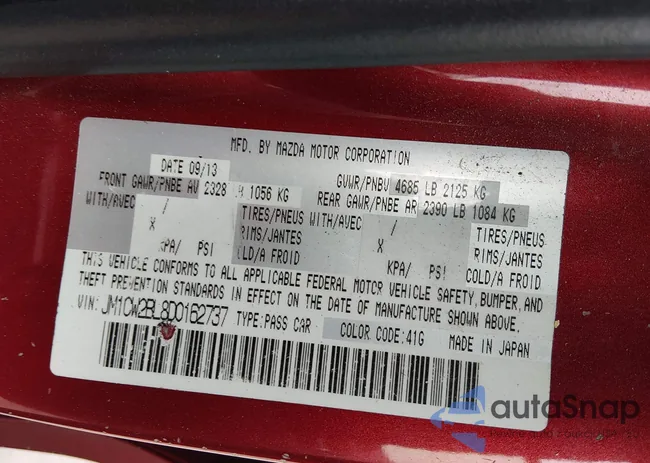 MFD. BY MAZDA MOTOR CORPORATION
DATE 09/13 GVWR/PNBV 4685 LB 2125 KG
FRONT GAWR/PNBE AV 2328 LB 1056 KG REAR GAWR/PNBE AR 2390 LB 1084 KG
WITH/AVEC / TIRES/PNEUS WITH/AVEC / TIRES/PNEUS
X RIMS/JANTES X RIMS/JANTES
KPA/ PSI COLD/A FROID KPA/ PSI COLD/A FROID
THIS VEHICLE CONFORMS TO ALL APPLICABLE FEDERAL MOTOR VEHICLE SAFETY, BUMPER, AND
THEFT PREVENTION STANDARDS IN EFFECT ON THE DATE OF MANUFACTURE SHOWN ABOVE.
VIN: JM1CW2BL8D0162737 TYPE:PASS CAR COLOR CODE:41G MADE IN JAPAN
autoSnap